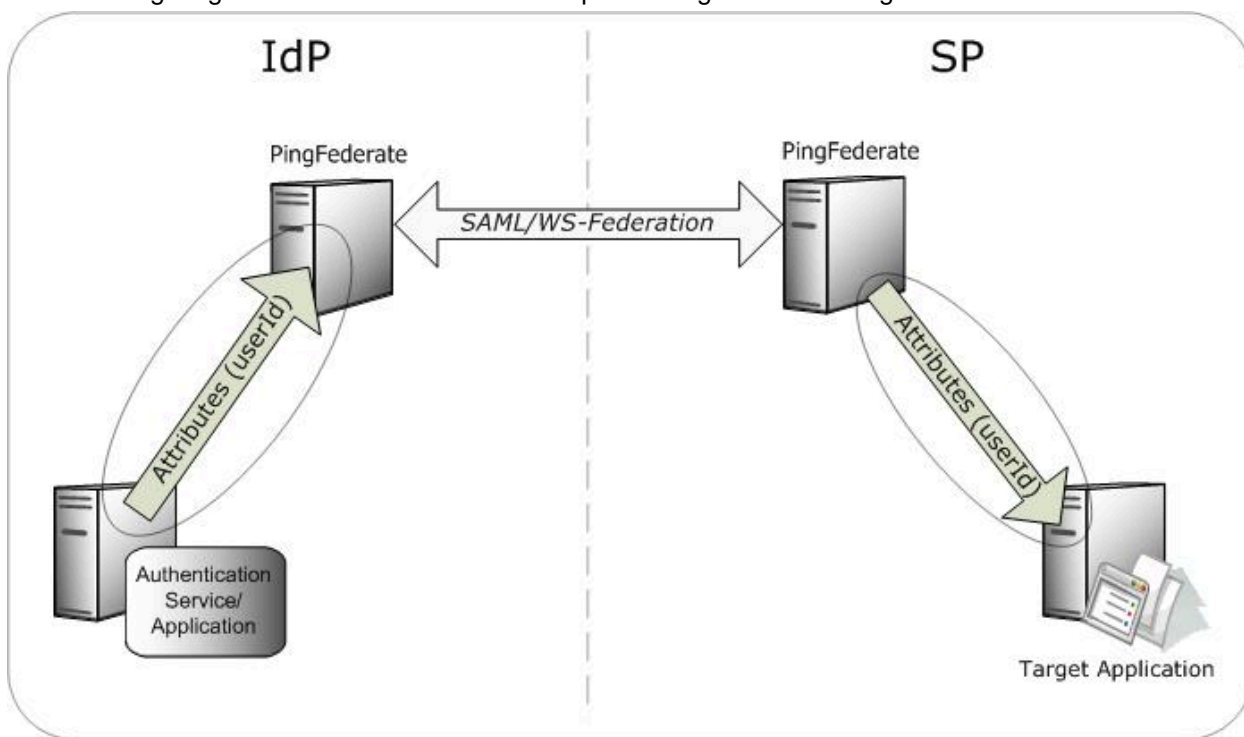 IdP
SP
PingFederate
PingFederate
SAML/WS-Federation
Attributes (userId)
Attributes (userId)
Authentication
Service/
Application
Target Application